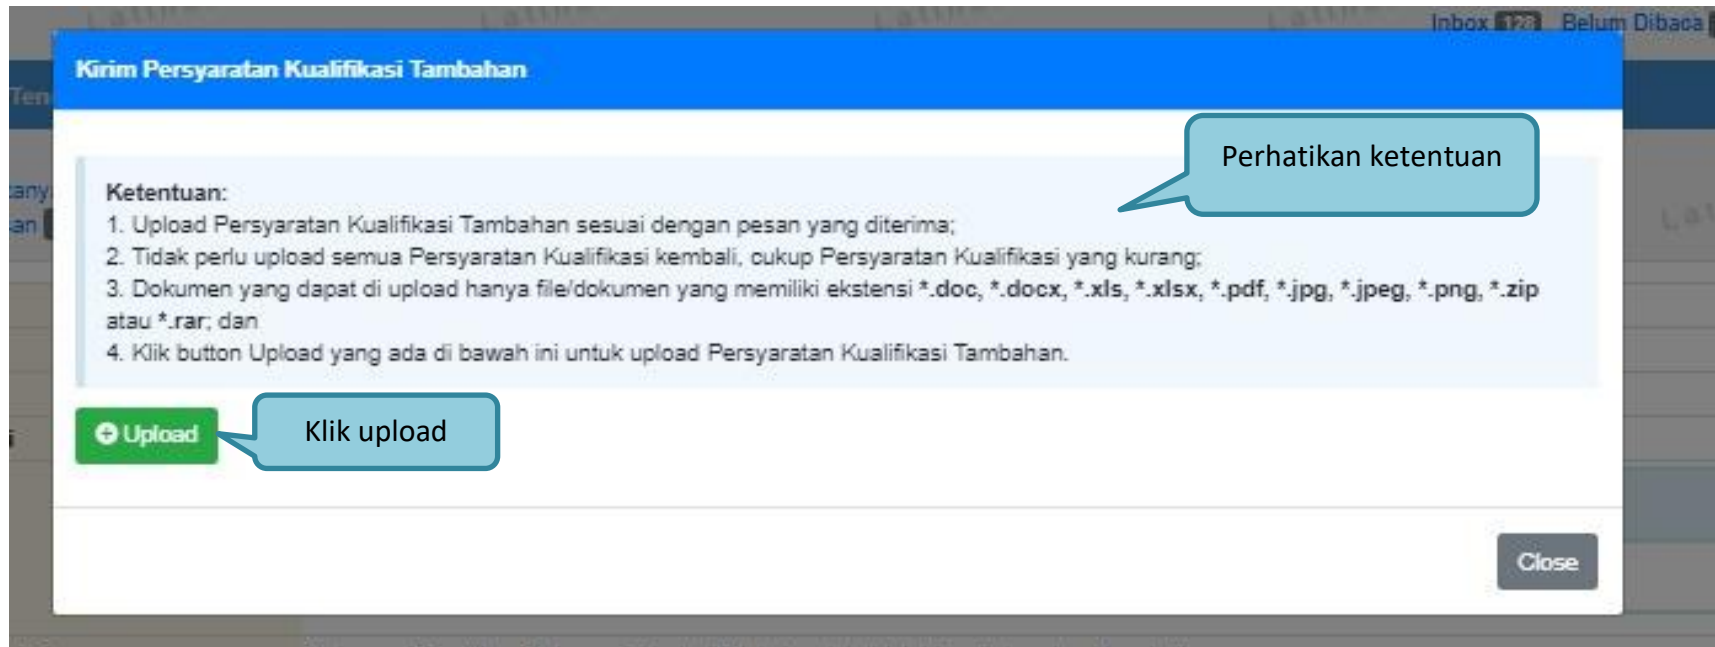 Inbox 128 Belum Dibaca
Kirim Persyaratan Kualifikasi Tambahan
Perhatikan ketentuan
Ketentuan:
1. Upload Persyaratan Kualifikasi Tambahan sesuai dengan pesan yang diterima;
2. Tidak perlu upload semua Persyaratan Kualifikasi kembali, cukup Persyaratan Kualifikasi yang kurang;
3. Dokumen yang dapat di upload hanya file/dokumen yang memiliki ekstensi *.doc, *.docx, *.xls, *.xlsx, *.pdf, *.jpg, *.jpeg, *.png, *.zip
atau *.rar; dan
4. Klik button Upload yang ada di bawah ini untuk upload Persyaratan Kualifikasi Tambahan.
Upload
Klik upload
Close